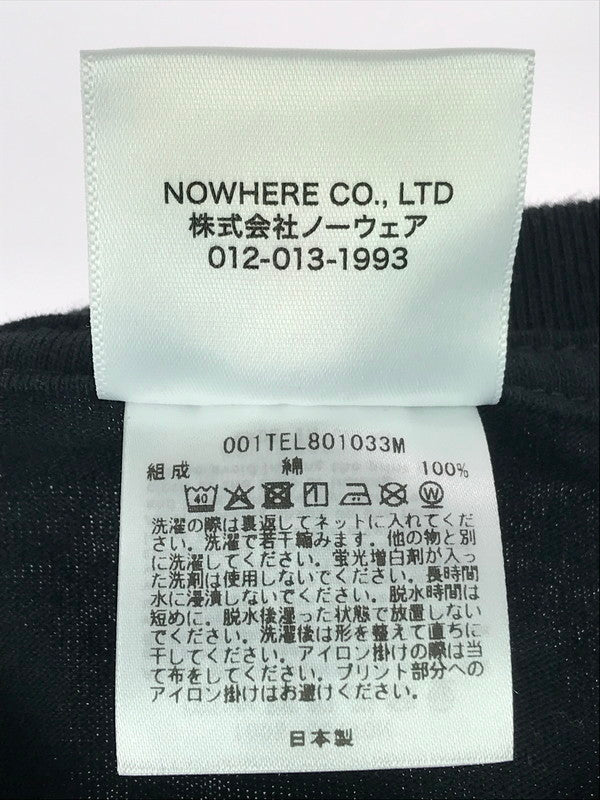 NOWHERE CO., LTD
株式会社ノーウェア
012-013-1993
001TEL801033M
組成 綿 100%
40 W
洗濯の際は裏返してネットに入れてくだ
さい。洗濯で若干縮みます。他の物と別
に洗濯してください。蛍光増白剤が入っ
た洗剤は使用しないでください。長時間
水に浸漬しないでください。脱水時間は
短めに。脱水後湿った状態で放置しない
でください。洗濯後は形を整えて直ちに
干してください。アイロン掛けの際は当
て布をしてください。プリント部分への
アイロン掛けはお避けください。
日本製